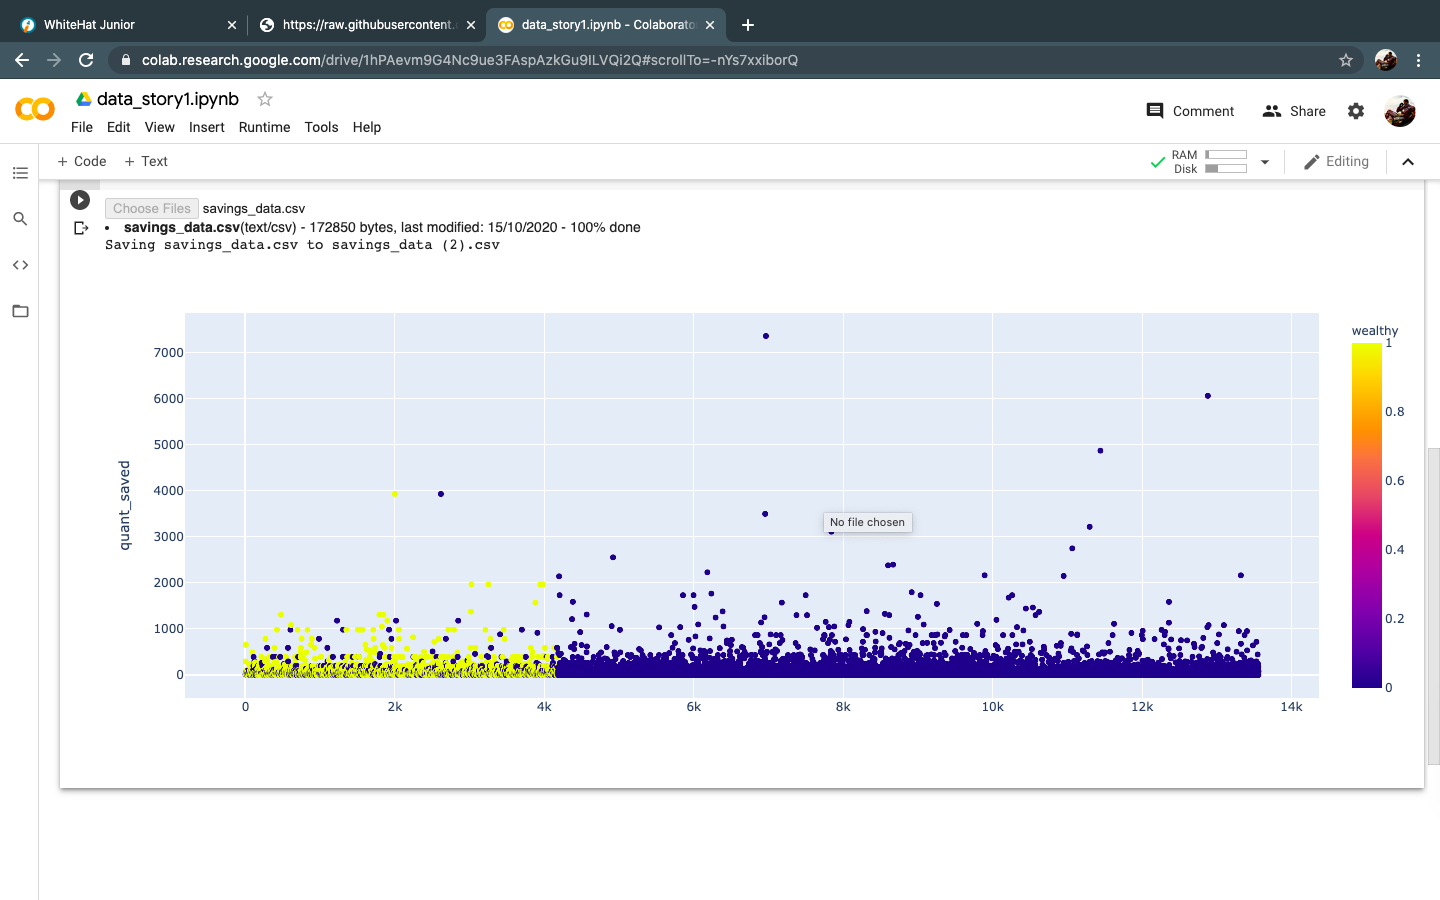 WhiteHat Junior
https://raw.githubusercontent.
data_story1.ipynb - Colaborato
colab.research.google.com/drive/1hPAevm9G4Nc9ue3FAspAzkGu9ILVQi2Q#scrollTo=-nYs7xxiborQ
data_story1.ipynb
File Edit View Insert Runtime Tools Help
Comment Share
+ Code + Text
RAM
Disk
Editing
Choose Files savings_data.csv
• savings_data.csv(text/csv) - 172850 bytes, last modified: 15/10/2020 - 100% done
Saving savings_data.csv to savings_data (2).csv
wealthy
7000
6000
5000
4000
3000
2000
1000
0
quant_saved
No file chosen
1
0.8
0.6
0.4
0.2
0
0 2k 4k 6k 8k 10k 12k 14k